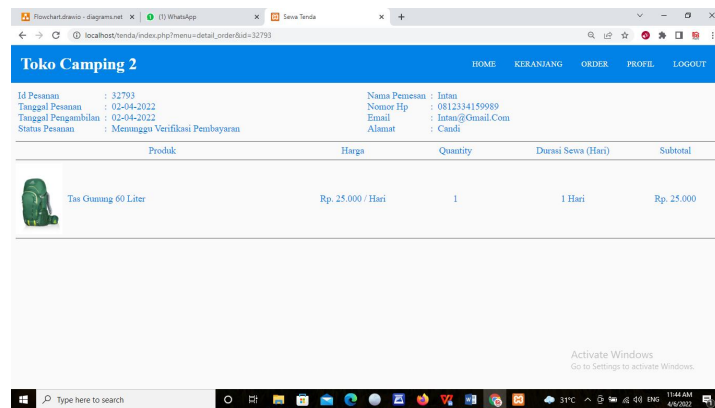 Flowchart.drawio - diagrams.net
(1) WhatsApp
Sewa Tenda
localhost/tenda/index.php?menu=detail_order&id=32793
Toko Camping 2
HOME KERANJANG ORDER PROFIL LOGOUT
Id Pesanan : 32793
Tanggal Pesanan : 02-04-2022
Tanggal Pengambilan : 02-04-2022
Status Pesanan : Menunggu Verifikasi Pembayaran
Nama Pemesan : Intan
Nomor Hp : 0812334159989
Email : Intan@Gmail.Com
Alamat : Candi
Produk Harga Quantity Durasi Sewa (Hari) Subtotal
Tas Gunung 60 Liter Rp. 25.000 / Hari 1 1 Hari Rp. 25.000
Activate Windows
Go to Settings to activate Windows.
Type here to search
31°C ENG 11:44 AM
4/6/2022